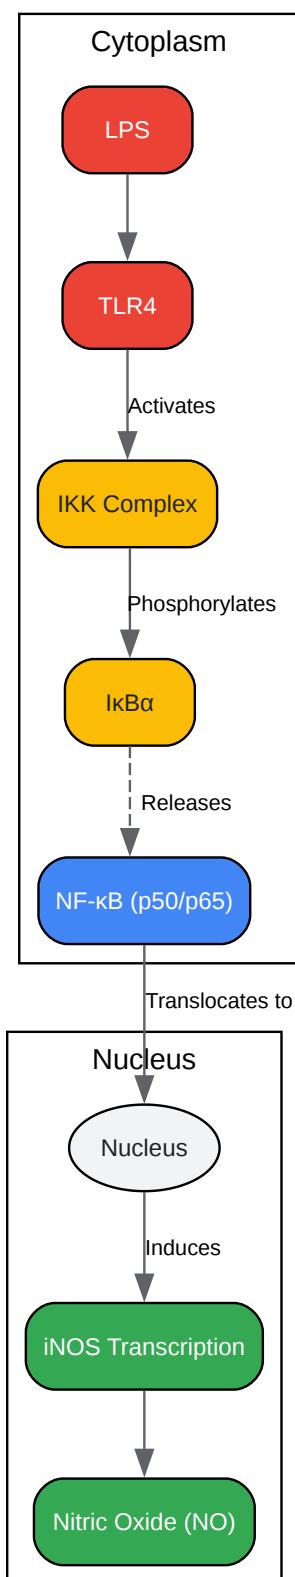 Cytoplasm
LPS
TLR4
Activates
IKK Complex
Phosphorylates
IκBα
Releases
NF-κB (p50/p65)
Translocates to
Nucleus
Nucleus
Induces
iNOS Transcription
Nitric Oxide (NO)